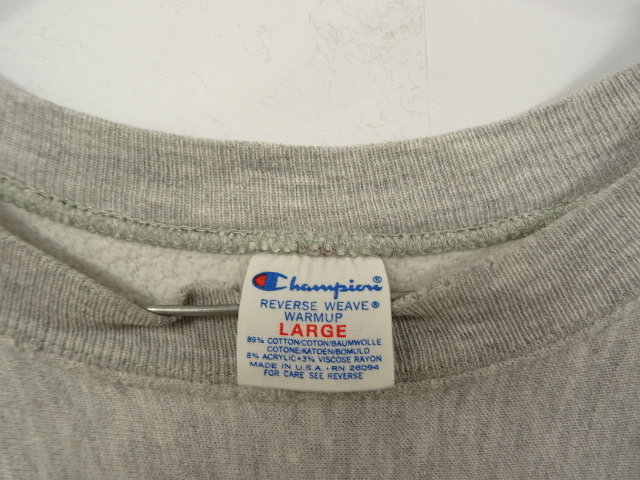 Champion®
REVERSE WEAVE®
WARMUP
LARGE
89% COTTON/COTON/BAUMWOLLE
COTONE/KATOEN/BOMULD
8% ACRYLIC•3% VISCOSE RAYON
MADE IN U.S.A.•RN 26094
FOR CARE SEE REVERSE